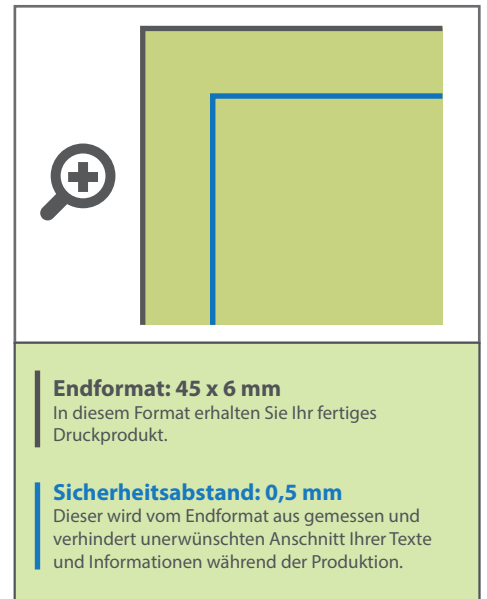 Endformat: 45 x 6 mm
In diesem Format erhalten Sie Ihr fertiges
Druckprodukt.
Sicherheitsabstand: 0,5 mm
Dieser wird vom Endformat aus gemessen und
verhindert unerwünschten Anschnitt Ihrer Texte
und Informationen während der Produktion.